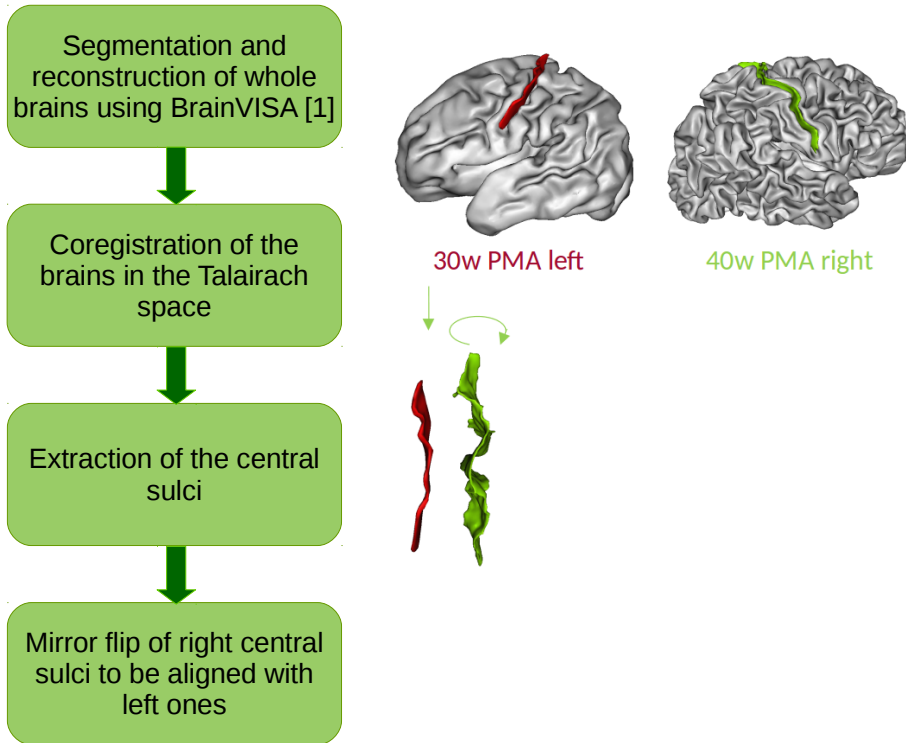 Segmentation and
reconstruction of whole
brains using BrainVISA [1]
Coregistration of the
brains in the Talairach
space
Extraction of the central
sulci
Mirror flip of right central
sulci to be aligned with
left ones
30w PMA left
40w PMA right